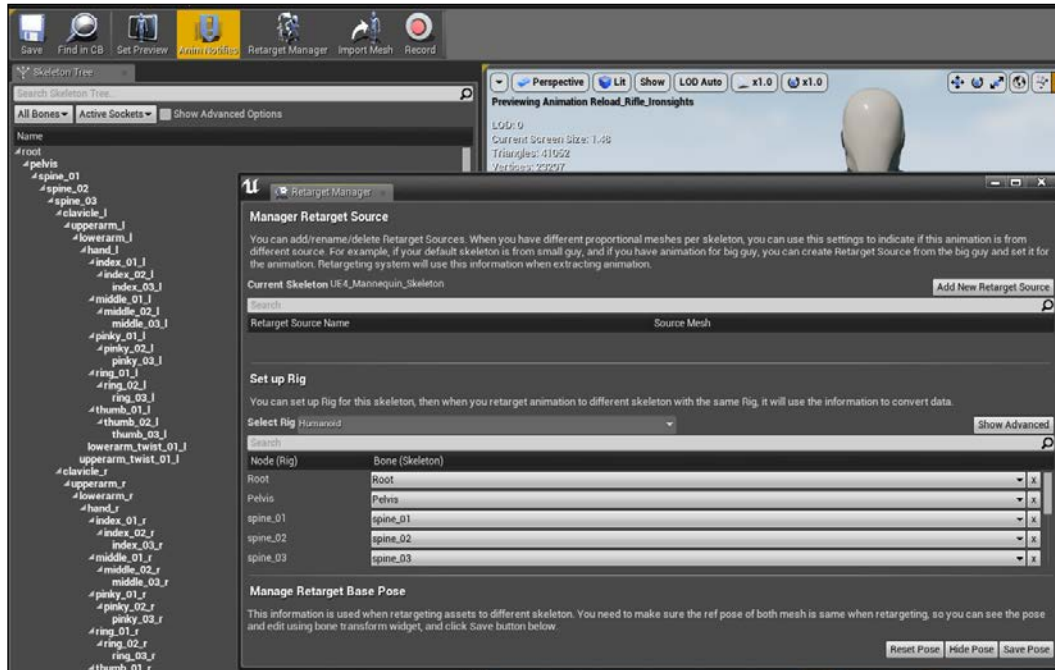 Save Find in CB Set Preview Anim Notifies Retarget Manager Import Mesh Record
Skeleton Tree
Search Skeleton Tree...
All Bones Active Sockets Show Advanced Options
Name
root
pelvis
spine_01
spine_02
spine_03
clavicle_l
upperarm_l
lowerarm_l
hand_l
index_01_l
index_02_l
index_03_l
middle_01_l
middle_02_l
middle_03_l
pinky_01_l
pinky_02_l
pinky_03_l
ring_01_l
ring_02_l
ring_03_l
thumb_01_l
thumb_02_l
thumb_03_l
lowerarm_twist_01_l
upperarm_twist_01_l
clavicle_r
upperarm_r
lowerarm_r
hand_r
index_01_r
index_02_r
index_03_r
middle_01_r
middle_02_r
middle_03_r
pinky_01_r
pinky_02_r
pinky_03_r
ring_01_r
ring_02_r
ring_03_r
thumb_01_r
Perspective Lit Show LOD Auto x1.0 x1.0
Previewing Animation Reload_Rifle_Ironsights
LOD: 0
Current Screen Size: 1.48
Triangles: 41052
Vertices: 23297
Retarget Manager
Manager Retarget Source
You can add/rename/delete Retarget Sources. When you have different proportional meshes per skeleton, you can use this settings to indicate if this animation is from
different source. For example, if your default skeleton is from small guy, and if you have animation for big guy, you can create Retarget Source from the big guy and set it for
the animation. Retargeting system will use this information when extracting animation.
Current Skeleton UE4_Mannequin_Skeleton Add New Retarget Source
Search
Retarget Source Name Source Mesh
Set up Rig
You can set up Rig for this skeleton, then when you retarget animation to different skeleton with the same Rig, it will use the information to convert data.
Select Rig Humanoid Show Advanced
Search
Node (Rig) Bone (Skeleton)
Root Root x
Pelvis Pelvis x
spine_01 spine_01 x
spine_02 spine_02 x
spine_03 spine_03 x
Manage Retarget Base Pose
This information is used when retargeting assets to different skeleton. You need to make sure the ref pose of both mesh is same when retargeting, so you can see the pose
and edit using bone transform widget, and click Save button below.
Reset Pose Hide Pose Save Pose